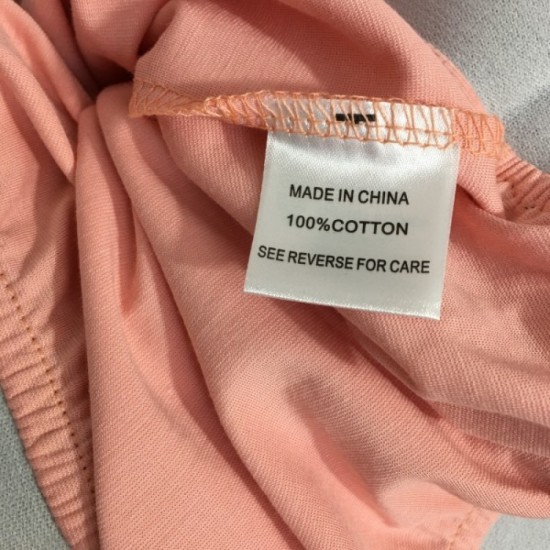 MADE IN CHINA
100%COTTON
SEE REVERSE FOR CARE